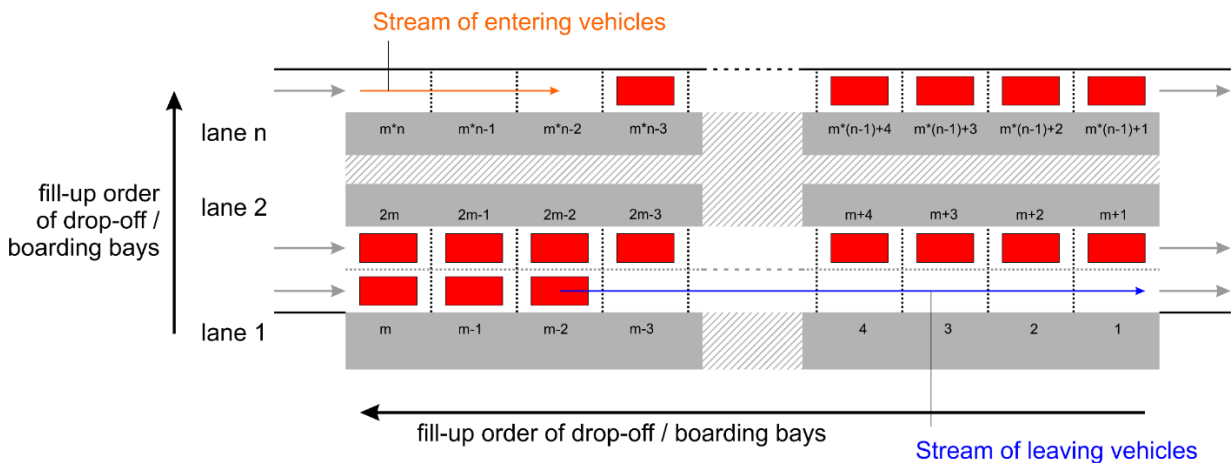 Stream of entering vehicles
lane n
m*n m*n-1 m*n-2 m*n-3 m*(n-1)+4 m*(n-1)+3 m*(n-1)+2 m*(n-1)+1
fill-up order
of drop-off /
boarding bays
lane 2
2m 2m-1 2m-2 2m-3 m+4 m+3 m+2 m+1
lane 1
m m-1 m-2 m-3 4 3 2 1
fill-up order of drop-off / boarding bays
Stream of leaving vehicles